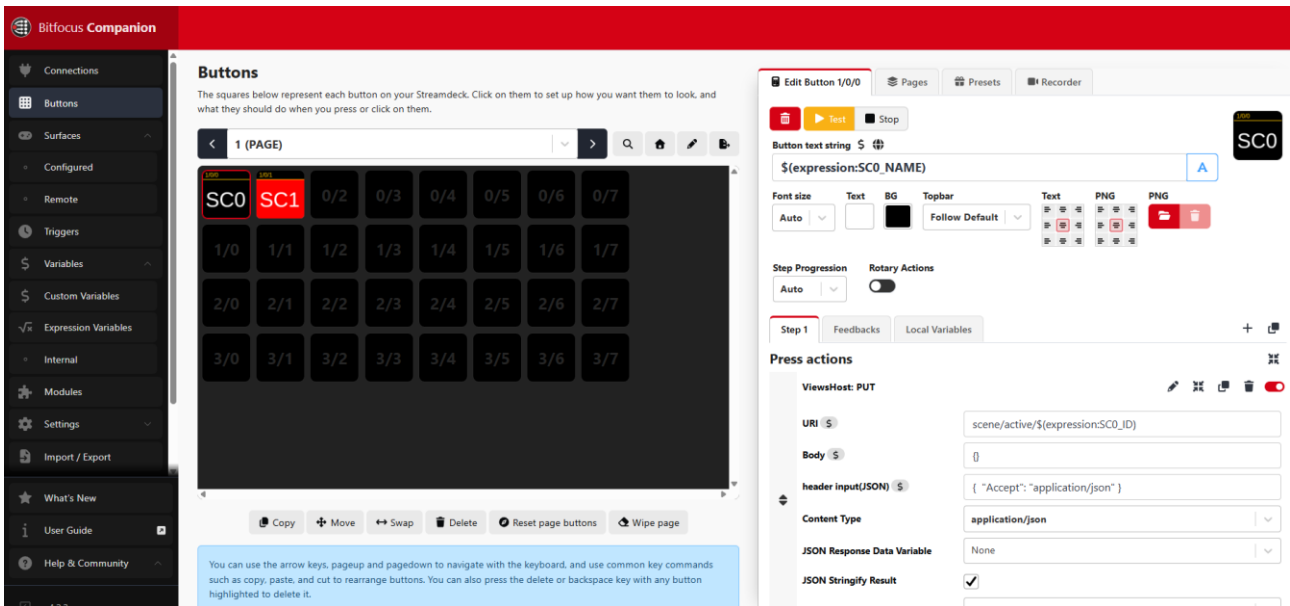 Bitfocus Companion
Connections
Buttons
Surfaces
Configured
Remote
Triggers
Variables
Custom Variables
Expression Variables
Internal
Modules
Settings
Import / Export
What's New
User Guide
Help & Community
Buttons
The squares below represent each button on your Streamdeck. Click on them to set up how you want them to look, and
what they should do when you press or click on them.
1 (PAGE)
1/0/0 1/0/1
SC0 SC1 0/2 0/3 0/4 0/5 0/6 0/7
1/0 1/1 1/2 1/3 1/4 1/5 1/6 1/7
2/0 2/1 2/2 2/3 2/4 2/5 2/6 2/7
3/0 3/1 3/2 3/3 3/4 3/5 3/6 3/7
Copy Move Swap Delete Reset page buttons Wipe page
You can use the arrow keys, pageup and pagedown to navigate with the keyboard, and use common key commands
such as copy, paste, and cut to rearrange buttons. You can also press the delete or backspace key with any button
highlighted to delete it.
Edit Button 1/0/0 Pages Presets Recorder
Test Stop
1/0/0
SC0
Button text string $
$(expression:SC0_NAME)
A
Font size Text BG Topbar Text PNG PNG
Auto Follow Default
Step Progression Rotary Actions
Auto
Step 1 Feedbacks Local Variables
Press actions
ViewsHost: PUT
URI $ scene/active/$(expression:SC0_ID)
Body $ {}
header input(JSON) $ { "Accept": "application/json" }
Content Type application/json
JSON Response Data Variable None
JSON Stringify Result